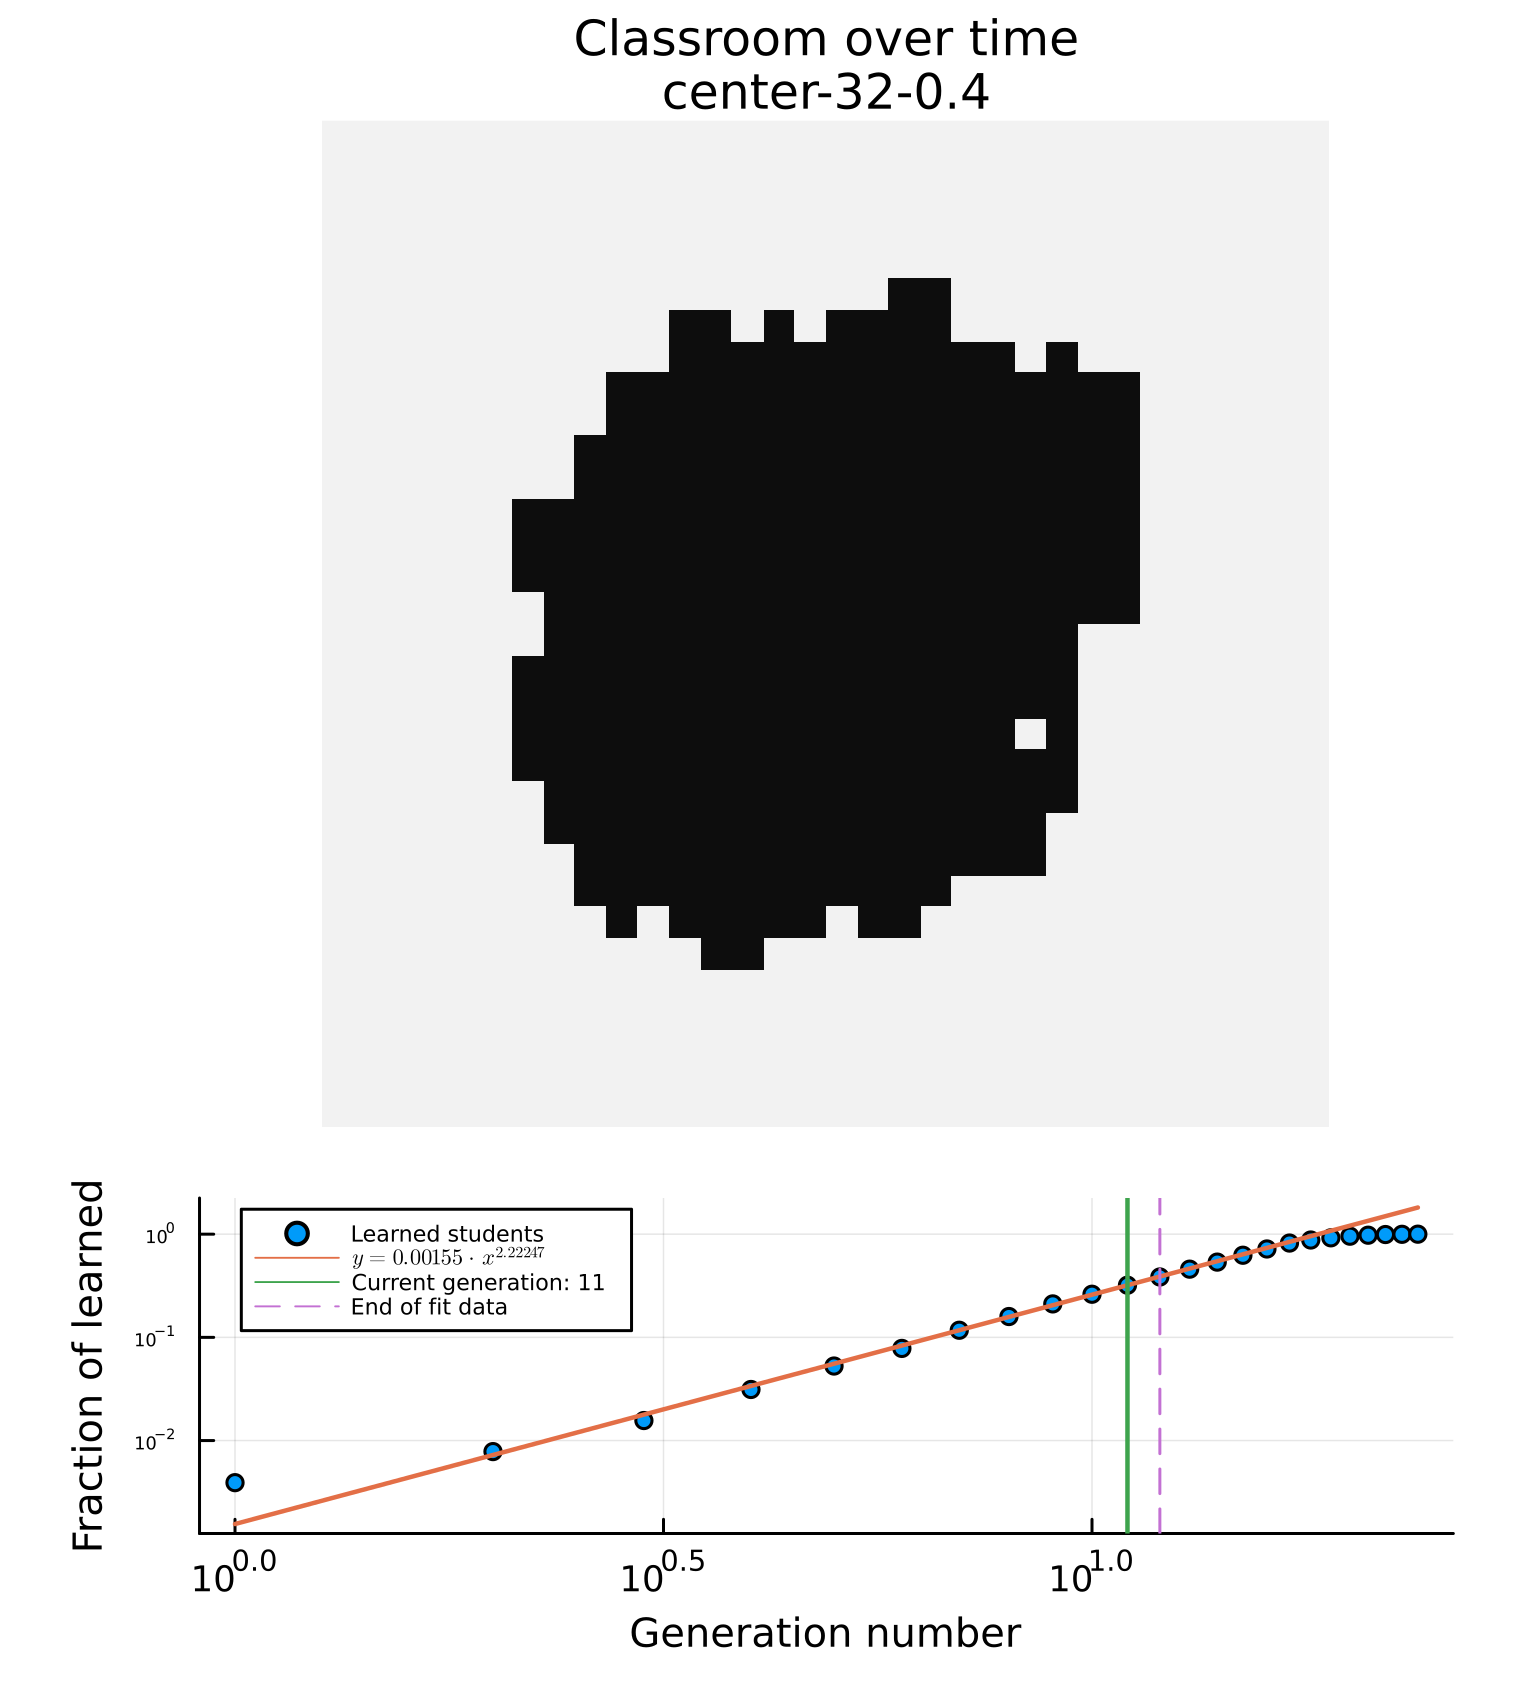 Classroom over time
center-32-0.4
Fraction of learned
10^0
10^-1
10^-2
Learned students
y = 0.00155 · x^2.22247
Current generation: 11
End of fit data
10^0.0 10^0.5 10^1.0
Generation number